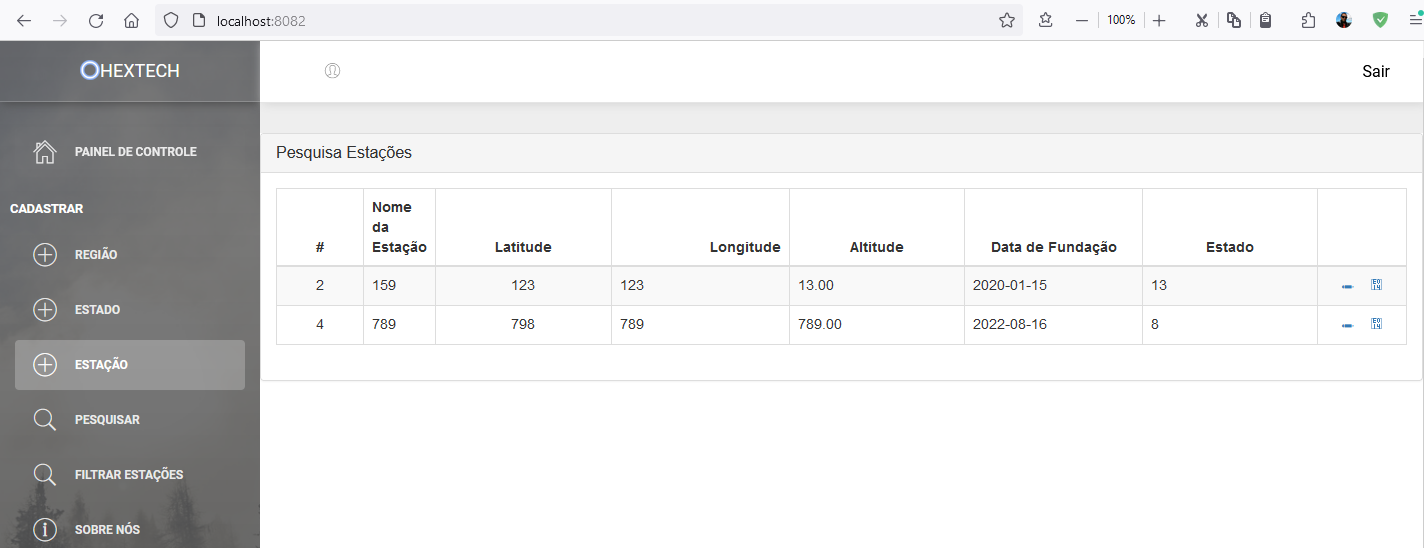 localhost:8082
100%
HEXTECH
Sair
PAINEL DE CONTROLE
CADASTRAR
REGIÃO
ESTADO
ESTAÇÃO
PESQUISAR
FILTRAR ESTAÇÕES
SOBRE NÓS
Pesquisa Estações
# Nome da Estação Latitude Longitude Altitude Data de Fundação Estado
2 159 123 123 13.00 2020-01-15 13
4 789 798 789 789.00 2022-08-16 8